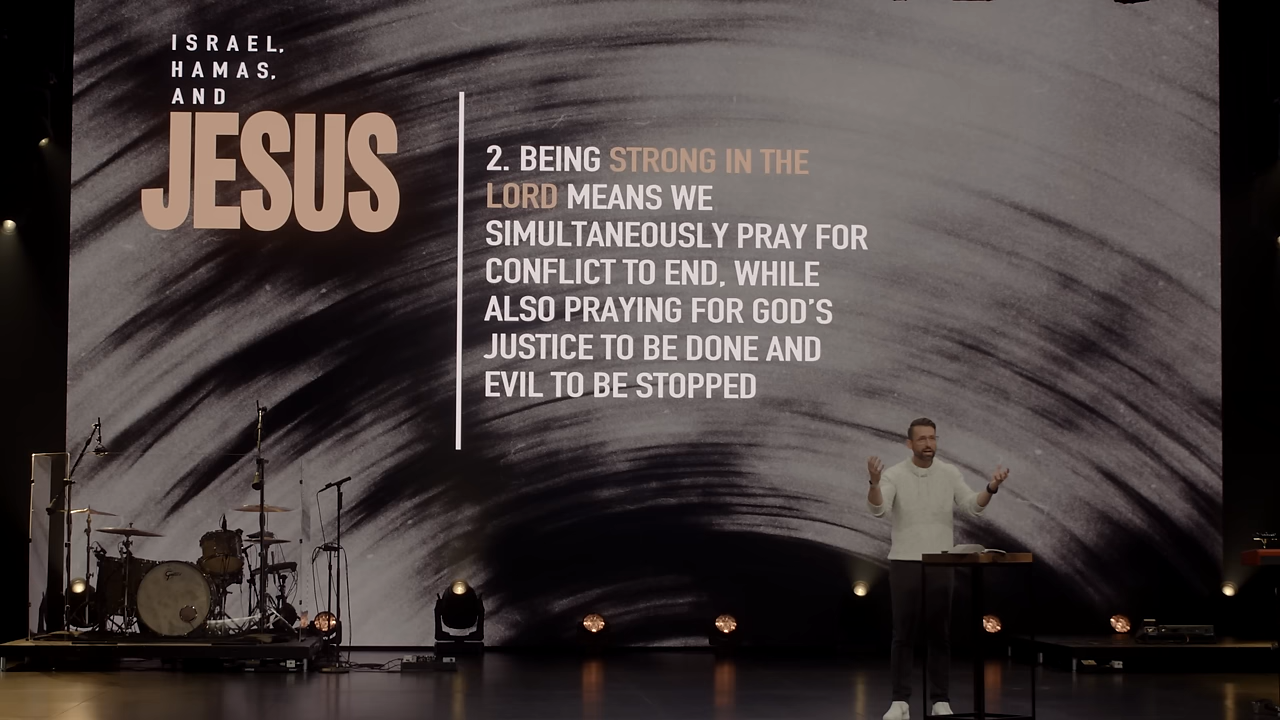 ISRAEL,
HAMAS,
AND
JESUS
2. BEING STRONG IN THE
LORD MEANS WE
SIMULTANEOUSLY PRAY FOR
CONFLICT TO END, WHILE
ALSO PRAYING FOR GOD'S
JUSTICE TO BE DONE AND
EVIL TO BE STOPPED